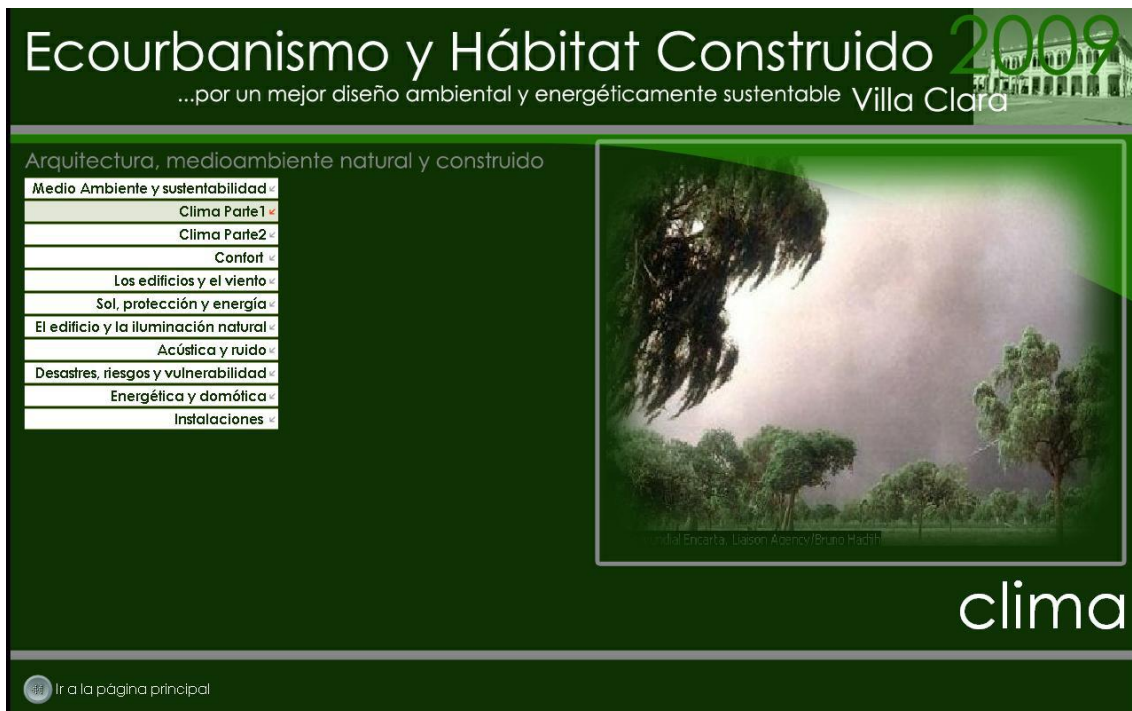 Ecourbanismo y Hábitat Construido 2009
...por un mejor diseño ambiental y energéticamente sustentable Villa Clara
Arquitectura, medioambiente natural y construido
Medio Ambiente y sustentabilidad
Clima Parte1
Clima Parte2
Confort
Los edificios y el viento
Sol, protección y energía
El edificio y la iluminación natural
Acústica y ruido
Desastres, riesgos y vulnerabilidad
Energética y domótica
Instalaciones
Encarta, Liaison Agency/Bruno
clima
Ir a la página principal